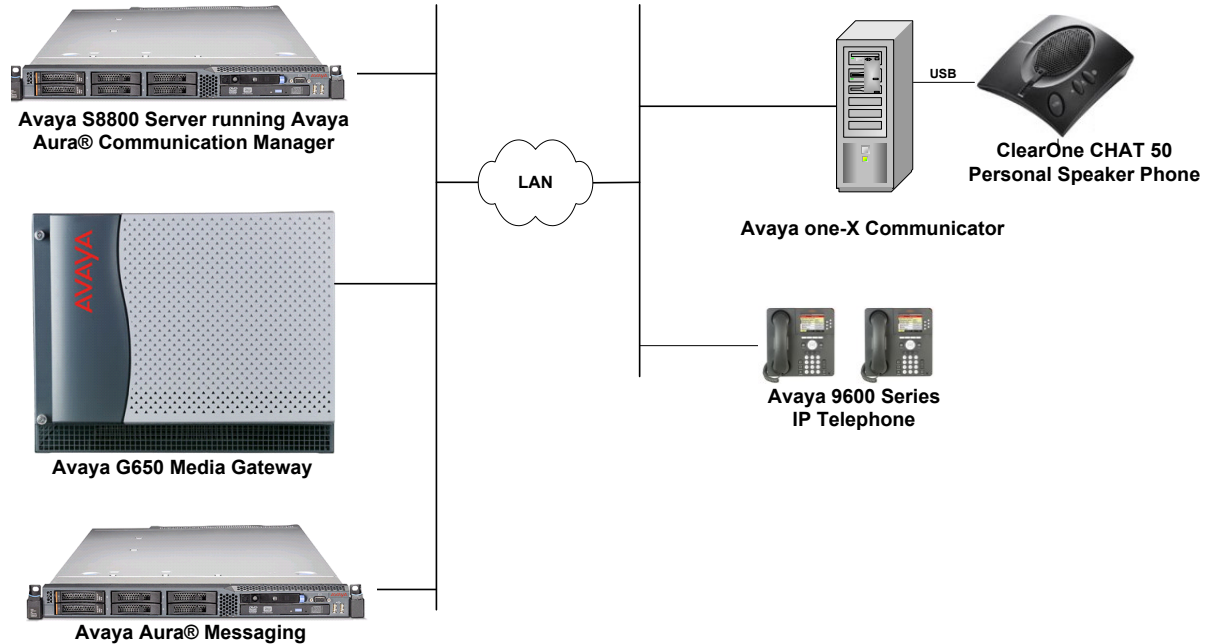 Avaya S8800 Server running Avaya
Aura® Communication Manager
AVAYA
Avaya G650 Media Gateway
Avaya Aura® Messaging
LAN
USB
ClearOne CHAT 50
Personal Speaker Phone
Avaya one-X Communicator
Avaya 9600 Series
IP Telephone